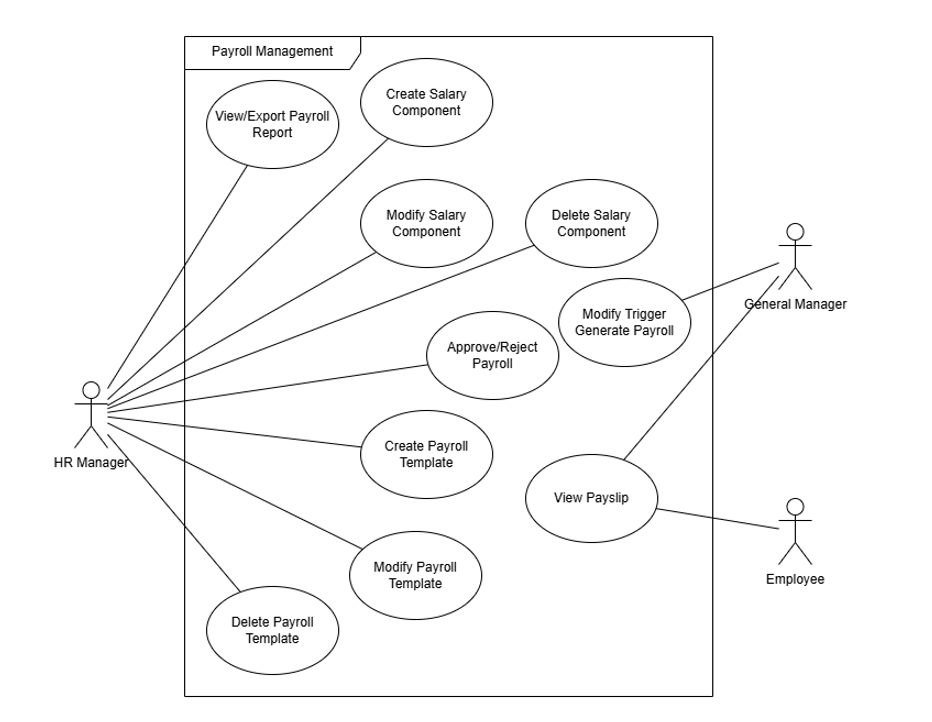 Payroll Management
View/Export Payroll
Report
Create Salary
Component
Modify Salary
Component
Delete Salary
Component
Modify Trigger
Generate Payroll
General Manager
Approve/Reject
Payroll
HR Manager
Create Payroll
Template
View Payslip
Modify Payroll
Template
Employee
Delete Payroll
Template